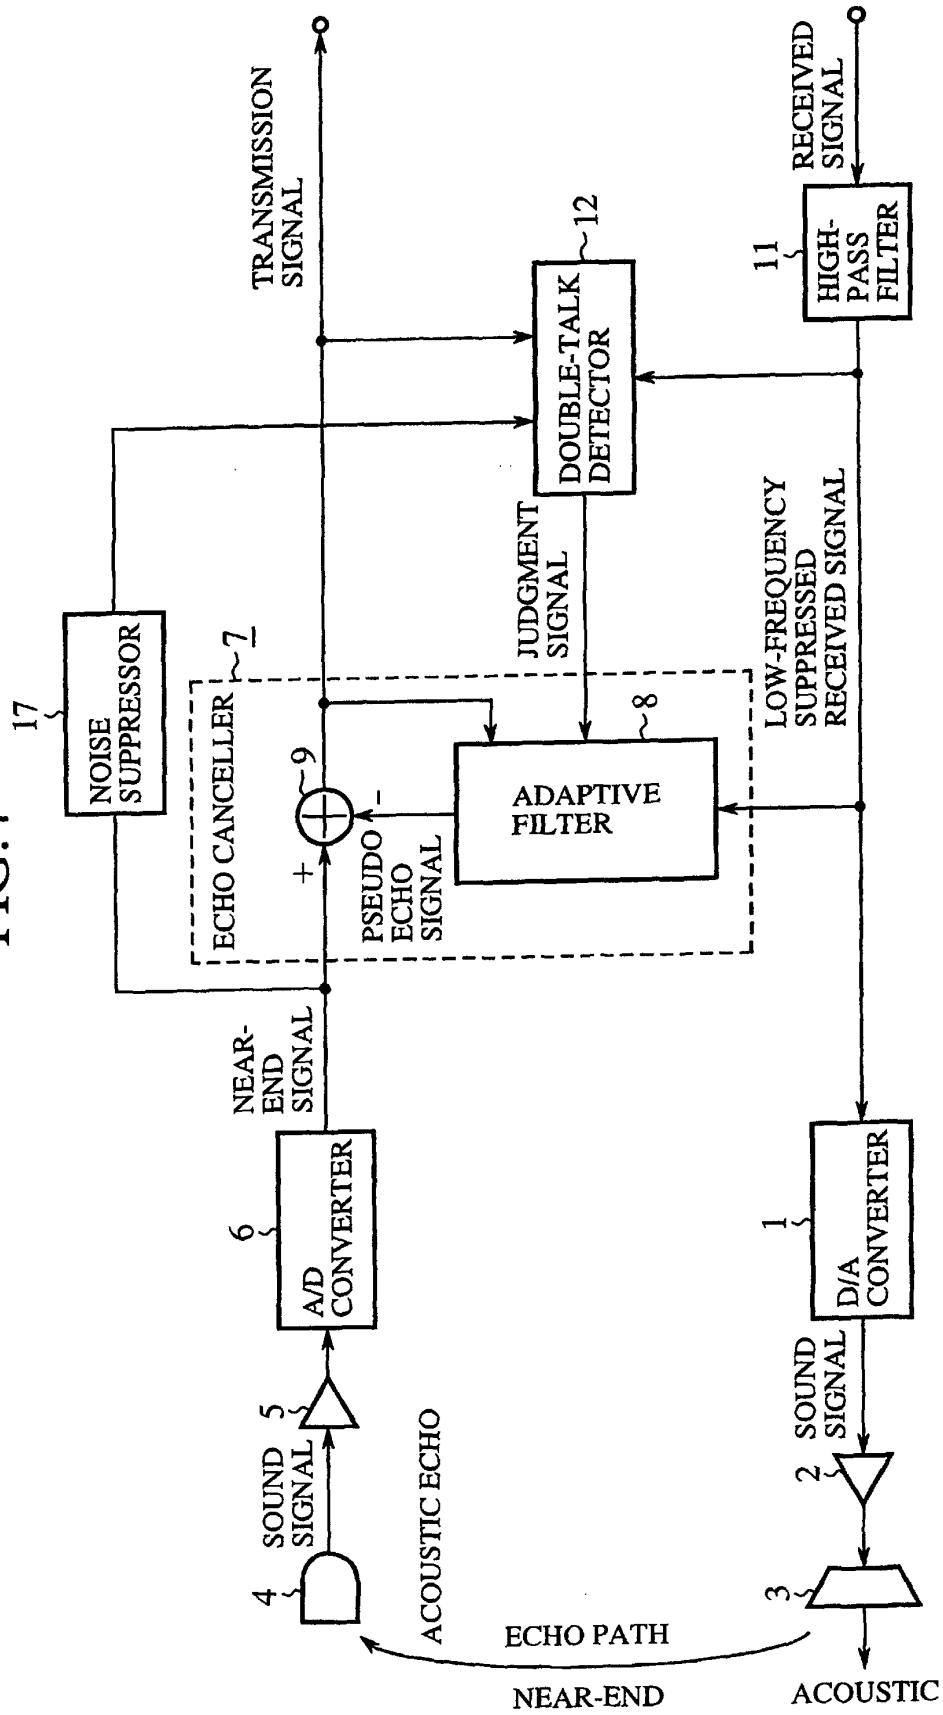 17
NOISE
SUPPRESSOR
TRANSMISSION
SIGNAL
ECHO CANCELLER
7
9
+
-
PSEUDO
ECHO
SIGNAL
ADAPTIVE
FILTER
8
JUDGMENT
SIGNAL
DOUBLE-TALK
DETECTOR
12
NEAR-
END
SIGNAL
6
A/D
CONVERTER
5
SOUND
SIGNAL
4
ACOUSTIC ECHO
ECHO PATH
NEAR-END
ACOUSTIC
3
2
SOUND
SIGNAL
1
D/A
CONVERTER
LOW-FREQUENCY
SUPPRESSED
RECEIVED SIGNAL
11
HIGH-
PASS
FILTER
RECEIVED
SIGNAL